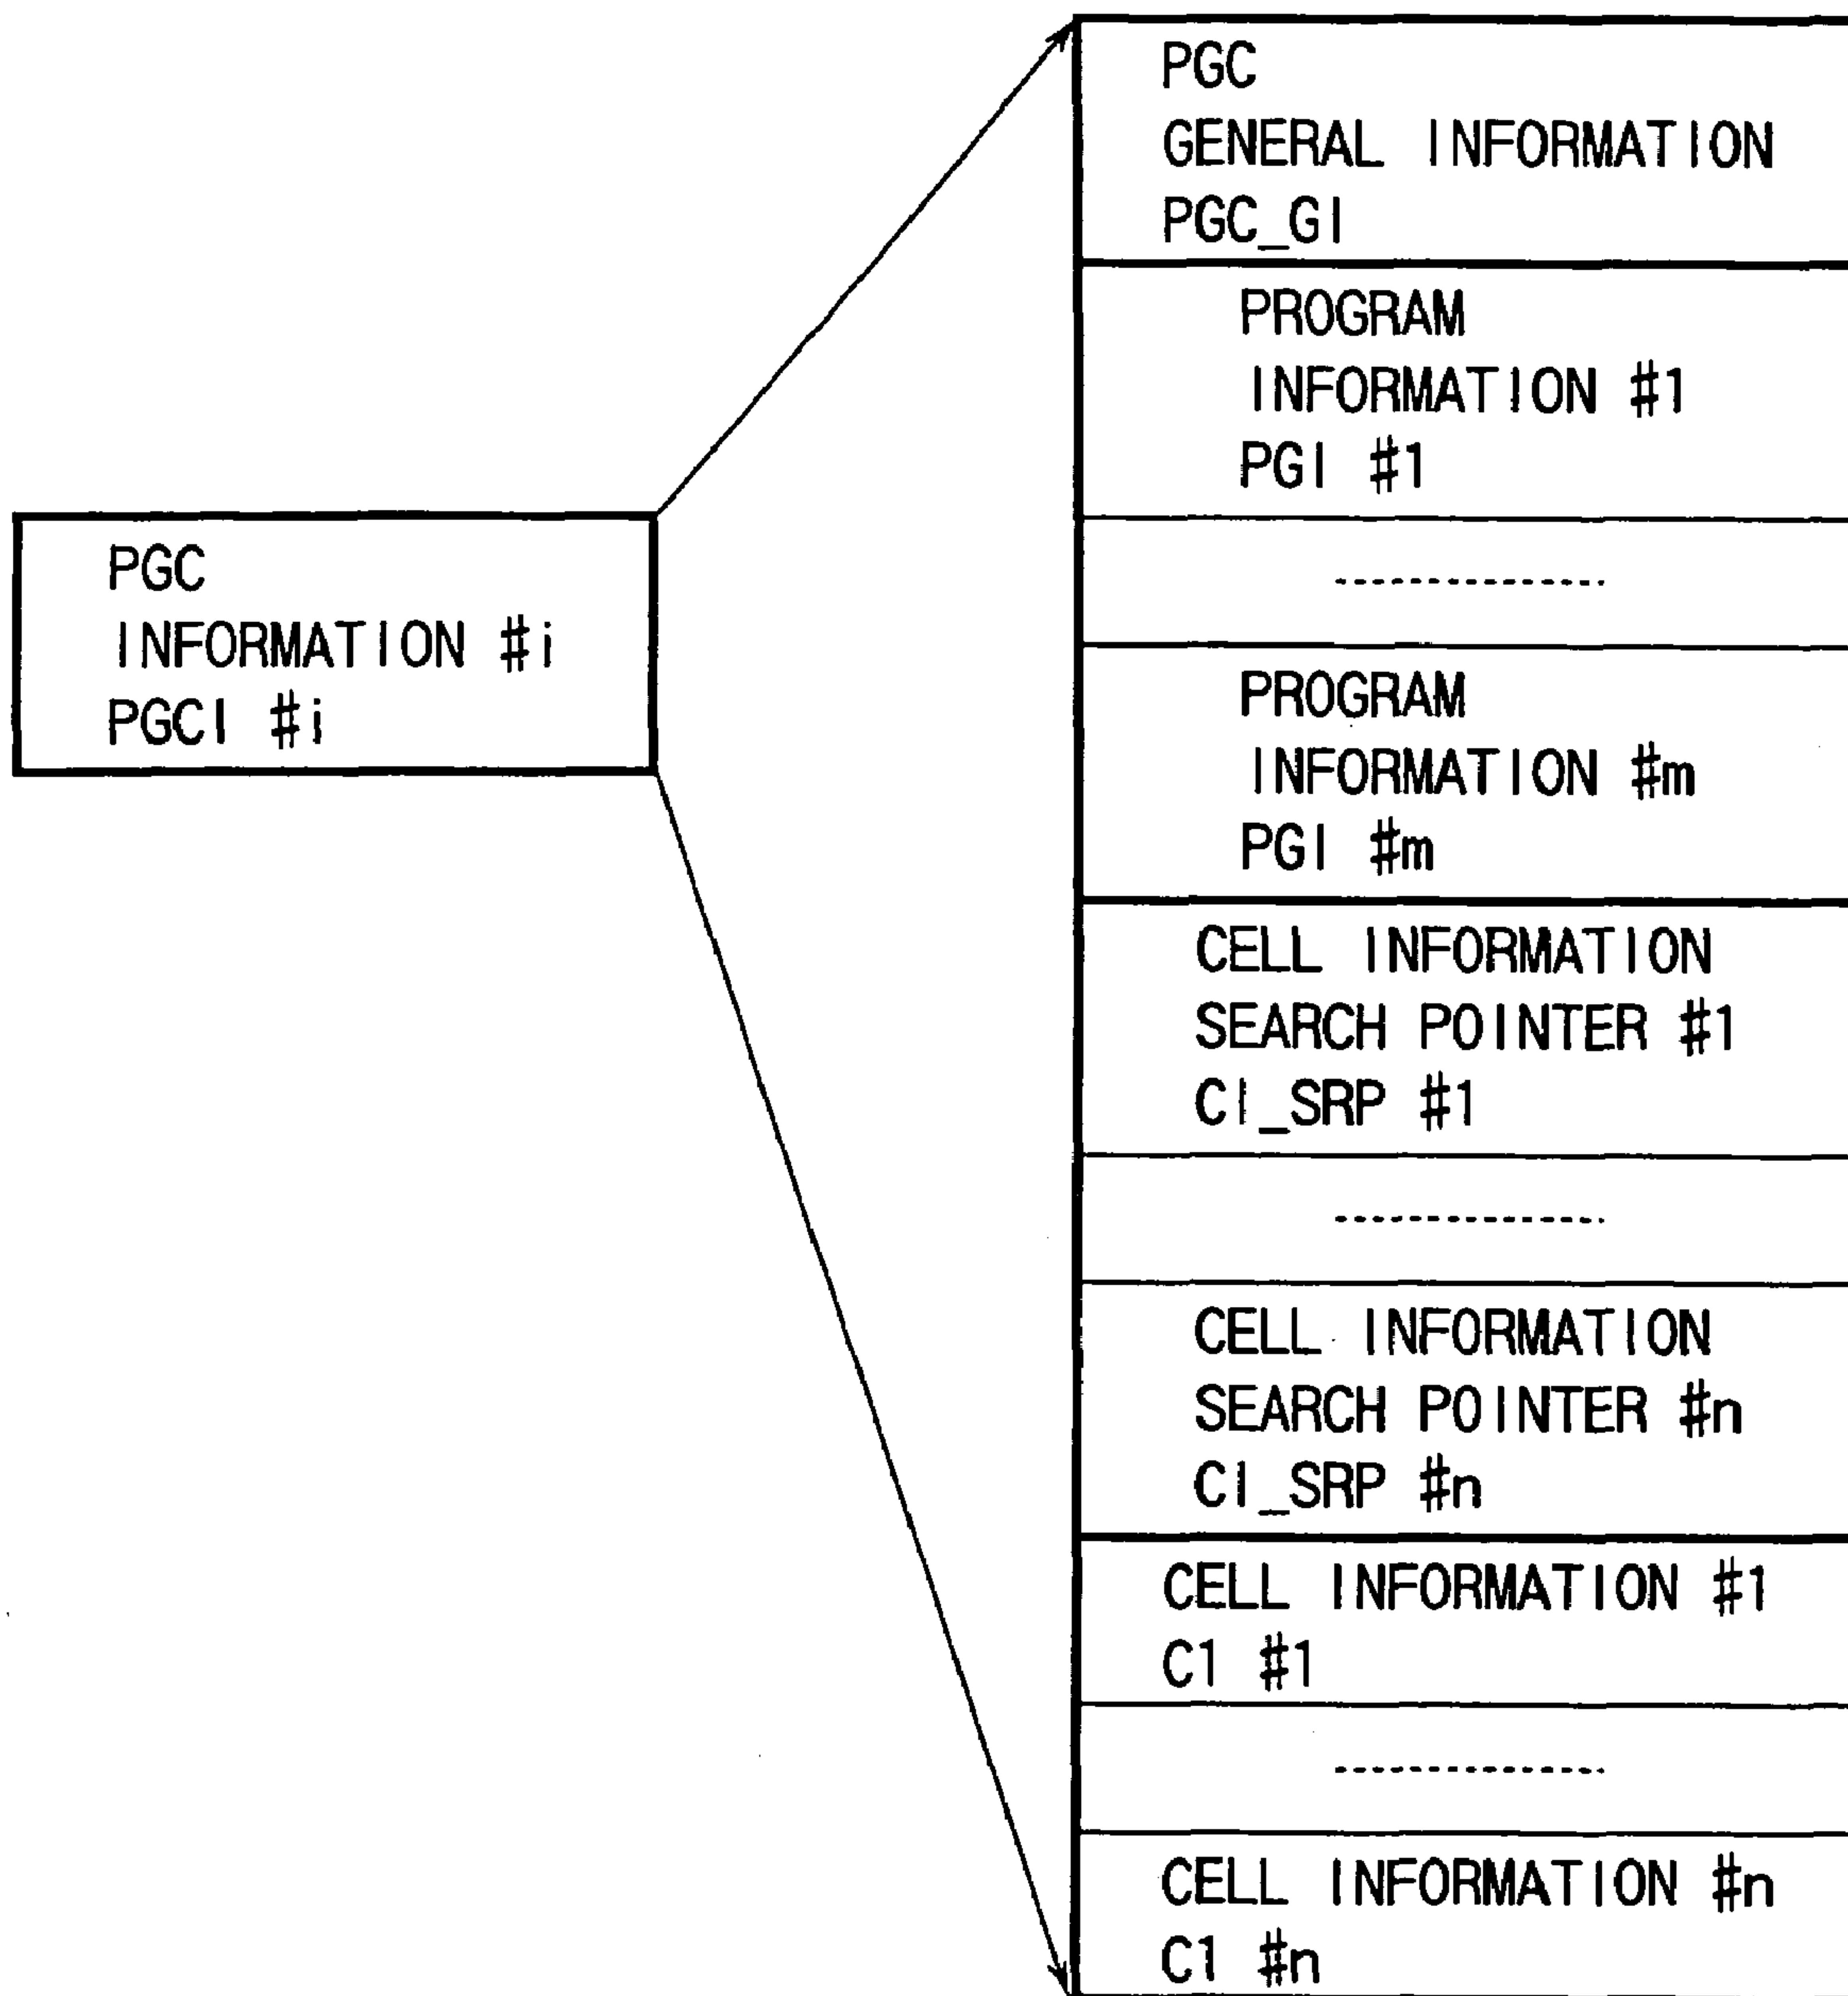 PGC
INFORMATION #i
PGCI #i
PGC
GENERAL INFORMATION
PGC_GI
PROGRAM
INFORMATION #1
PGI #1
PROGRAM
INFORMATION #m
PGI #m
CELL INFORMATION
SEARCH POINTER #1
CI_SRP #1
CELL INFORMATION
SEARCH POINTER #n
CI_SRP #n
CELL INFORMATION #1
C1 #1
CELL INFORMATION #n
C1 #n